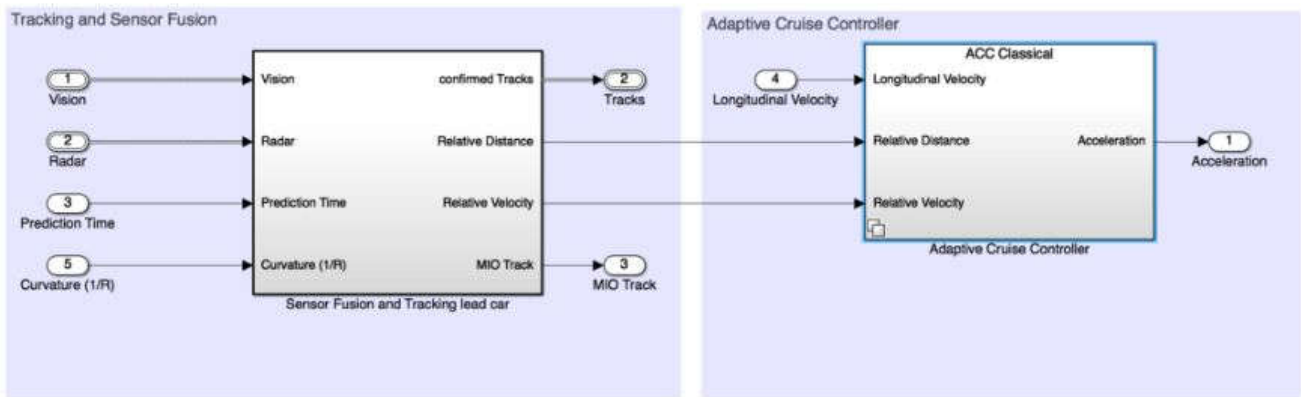 Tracking and Sensor Fusion
1
Vision
2
Radar
3
Prediction Time
5
Curvature (1/R)
Vision
Radar
Prediction Time
Curvature (1/R)
confirmed Tracks
Relative Distance
Relative Velocity
MIO Track
Sensor Fusion and Tracking lead car
2
Tracks
3
MIO Track
Adaptive Cruise Controller
4
Longitudinal Velocity
ACC Classical
Longitudinal Velocity
Relative Distance
Relative Velocity
Acceleration
Adaptive Cruise Controller
1
Acceleration